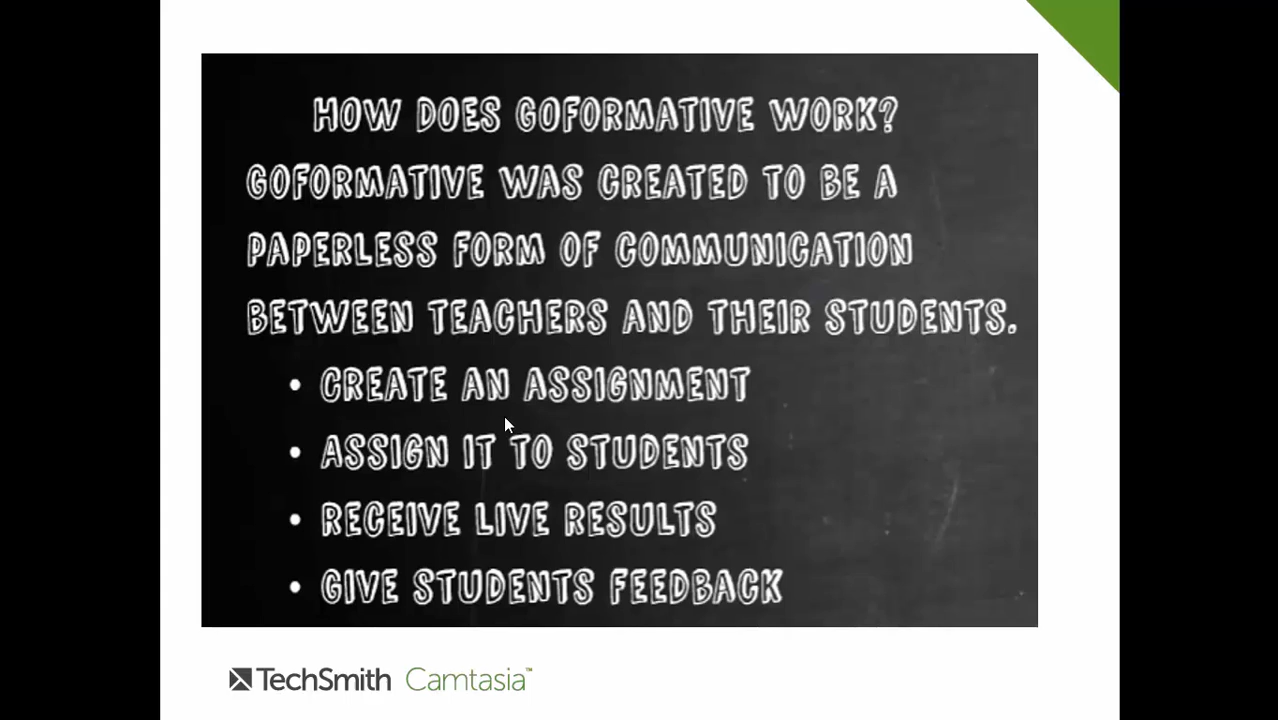 HOW DOES GOFORMATIVE WORK?
GOFORMATIVE WAS CREATED TO BE A
PAPERLESS FORM OF COMMUNICATION
BETWEEN TEACHERS AND THEIR STUDENTS.
• CREATE AN ASSIGNMENT
• ASSIGN IT TO STUDENTS
• RECEIVE LIVE RESULTS
• GIVE STUDENTS FEEDBACK
TechSmith Camtasia™